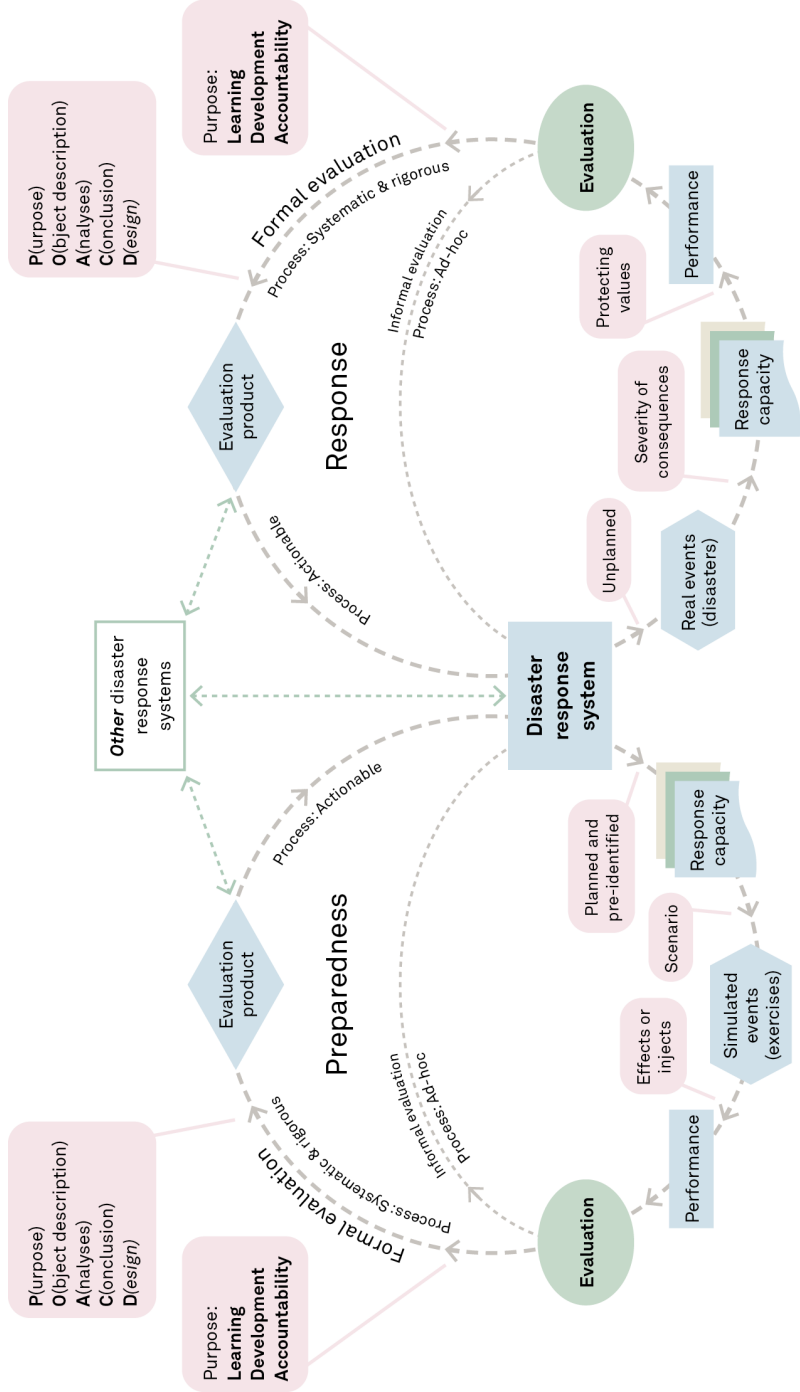 P(urpose)
O(bject description)
A(nalyses)
C(onclusion)
D(esign)
P(urpose)
O(bject description)
A(nalyses)
C(onclusion)
D(esign)
Other disaster
response
systems
Purpose:
Learning
Development
Accountability
Purpose:
Learning
Development
Accountability
Formal evaluation
Process: Systematic & rigorous
Evaluation
product
Process: Actionable
Preparedness
Informal evaluation
Process: Ad-hoc
Evaluation
product
Process: Actionable
Response
Formal evaluation
Process: Systematic & rigorous
Informal evaluation
Process: Ad-hoc
Evaluation
Disaster
response
system
Evaluation
Performance
Effects or
injects
Simulated
events
(exercises)
Scenario
Response
capacity
Planned and
pre-identified
Unplanned
Real events
(disasters)
Severity of
consequences
Response
capacity
Protecting
values
Performance